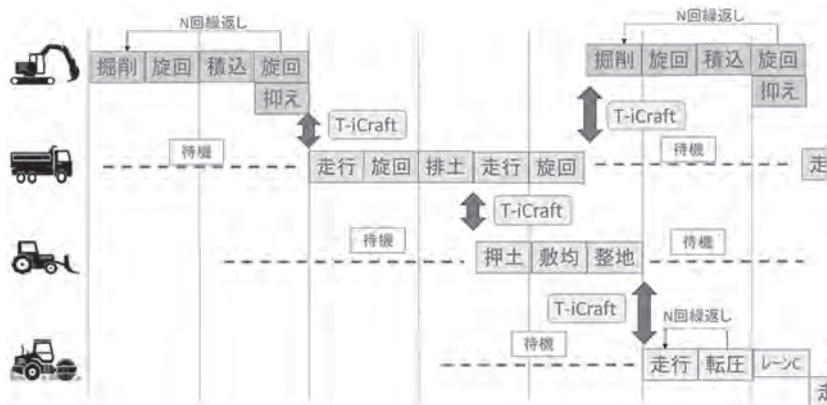 N回繰返し
N回繰返し
掘削 旋回 積込 旋回
掘削 旋回 積込 旋回
抑え
抑え
T-iCraft
T-iCraft
待機
待機
走行 旋回 排土 走行 旋回
走
T-iCraft
待機
待機
押土 敷均 整地
T-iCraft
N回繰返し
待機
走行 転圧 レーンC
走